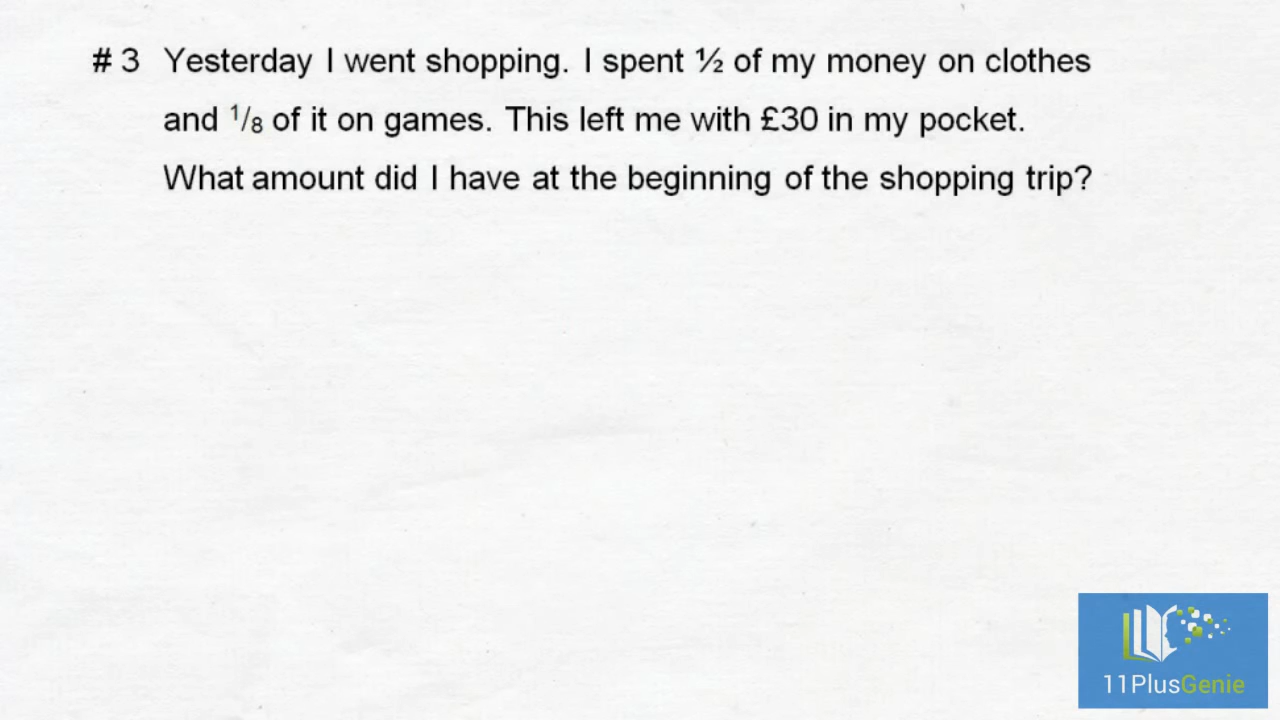 # 3 Yesterday I went shopping. I spent ½ of my money on clothes
and ¹/₈ of it on games. This left me with £30 in my pocket.
What amount did I have at the beginning of the shopping trip?
11PlusGenie